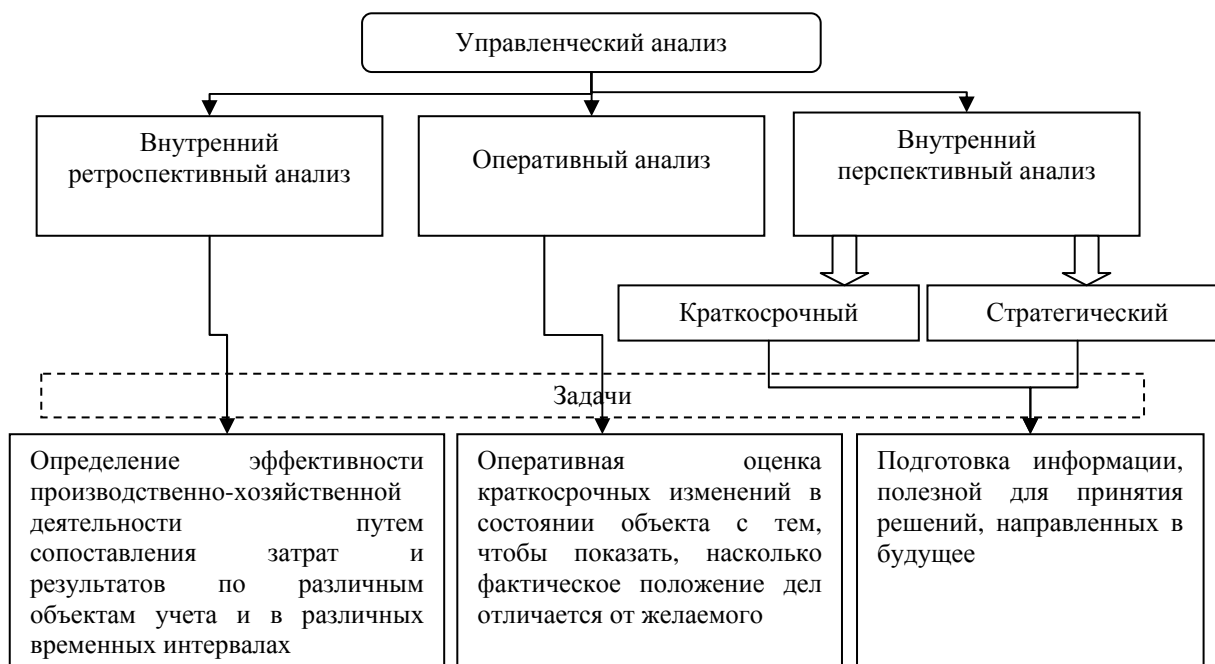 Управленческий анализ
Внутренний
ретроспективный анализ
Оперативный анализ
Внутренний
перспективный анализ
Краткосрочный
Стратегический
Задачи
Определение эффективности
производственно-хозяйственной
деятельности путем
сопоставления затрат и
результатов по различным
объектам учета и в различных
временных интервалах
Оперативная оценка
краткосрочных изменений в
состоянии объекта с тем,
чтобы показать, насколько
фактическое положение дел
отличается от желаемого
Подготовка информации,
полезной для принятия
решений, направленных в
будущее